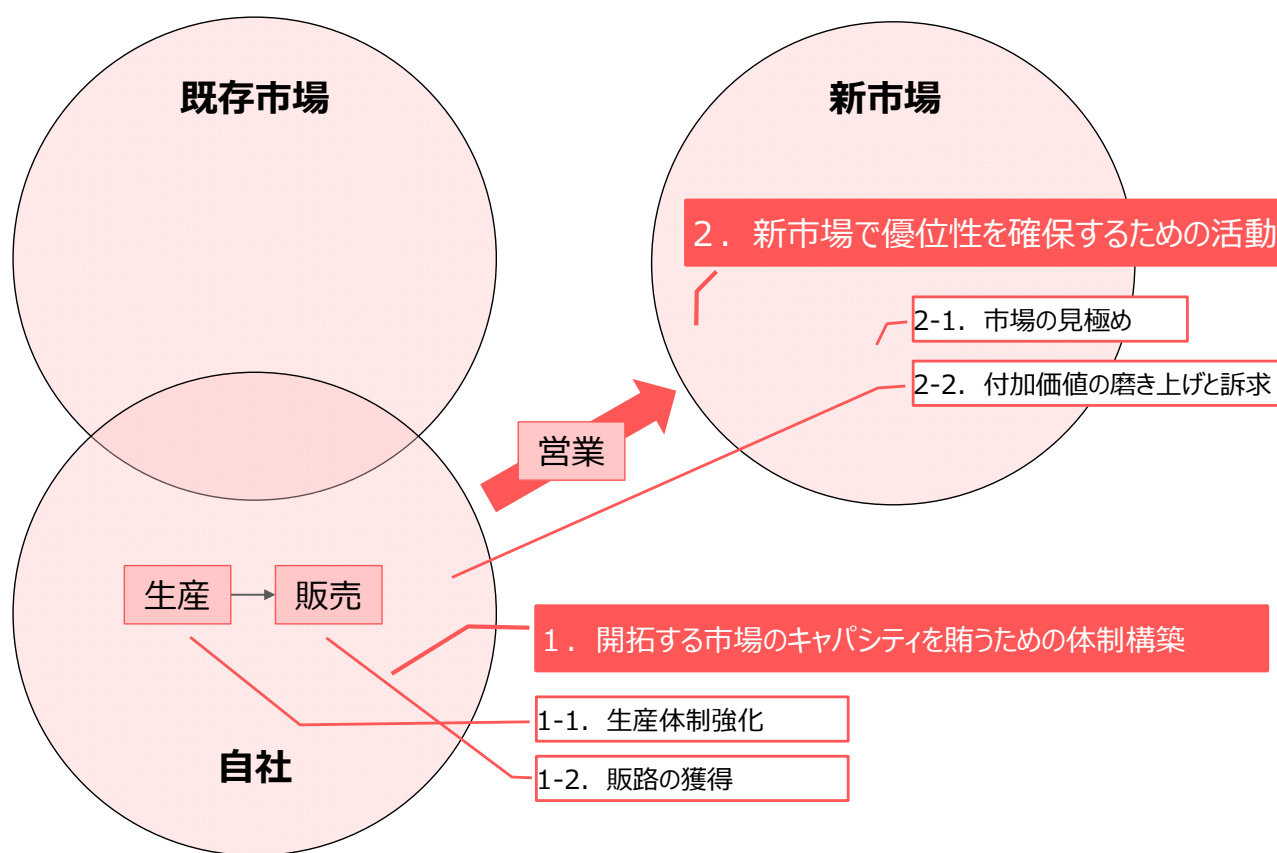 既存市場
新市場
2．新市場で優位性を確保するための活動
2-1．市場の見極め
2-2．付加価値の磨き上げと訴求
営業
生産
販売
1．開拓する市場のキャパシティを賄うための体制構築
1-1．生産体制強化
自社
1-2．販路の獲得